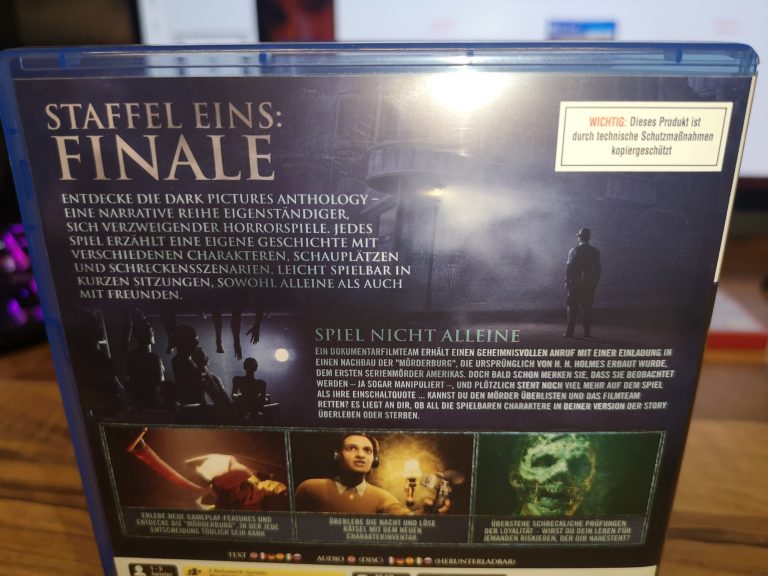 STAFFEL EINS:
FINALE
WICHTIG: Dieses Produkt ist
durch technische Schutzmaßnahmen
kopiergeschützt
ENTDECKE DIE DARK PICTURES ANTHOLOGY –
EINE NARRATIVE REIHE EIGENSTÄNDIGER,
SICH VERZWEIGENDER HORRORSPIELE. JEDES
SPIEL ERZÄHLT EINE EIGENE GESCHICHTE MIT
VERSCHIEDENEN CHARAKTEREN, SCHAUPLÄTZEN
UND SCHRECKENSSZENARIEN. LEICHT SPIELBAR IN
KURZEN SITZUNGEN, SOWOHL ALLEINE ALS AUCH
MIT FREUNDEN.
SPIEL NICHT ALLEINE
EIN DOKUMENTARFILMTEAM ERHÄLT EINEN GEHEIMNISVOLLEN ANRUF MIT EINER EINLADUNG IN
EINEN NACHBAU DER "MÖRDERBURG", DIE URSPRÜNGLICH VON H. H. HOLMES ERBAUT WURDE,
DEM ERSTEN SERIENMÖRDER AMERIKAS. DOCH BALD SCHON MERKEN SIE, DASS SIE BEOBACHTET
WERDEN – JA SOGAR MANIPULIERT –, UND PLÖTZLICH STEHT NOCH VIEL MEHR AUF DEM SPIEL
ALS IHRE EINSCHALTQUOTE ... KANNST DU DEN MÖRDER ÜBERLISTEN UND DAS FILMTEAM
RETTEN? ES LIEGT AN DIR, OB ALL DIE SPIELBAREN CHARAKTERE IN DEINER VERSION DER STORY
ÜBERLEBEN ODER STERBEN.
ERLEBE NEUE GAMEPLAY-FEATURES UND
ENTDECKE DIE "MÖRDERBURG", IN DER JEDE
ENTSCHEIDUNG TÖDLICH SEIN KANN.
ÜBERLEBE DIE NACHT UND LÖSE
RÄTSEL MIT DEM NEUEN
CHARAKTERINVENTAR.
ÜBERSTEHE SCHRECKLICHE PRÜFUNGEN
DER LOYALITÄT – WIRST DU DEIN LEBEN FÜR
JEMANDEN RISKIEREN, DER DIR NAHESTEHT?
TEXT AUDIO (DISC) (HERUNTERLADBAR)
1-5
Spieler